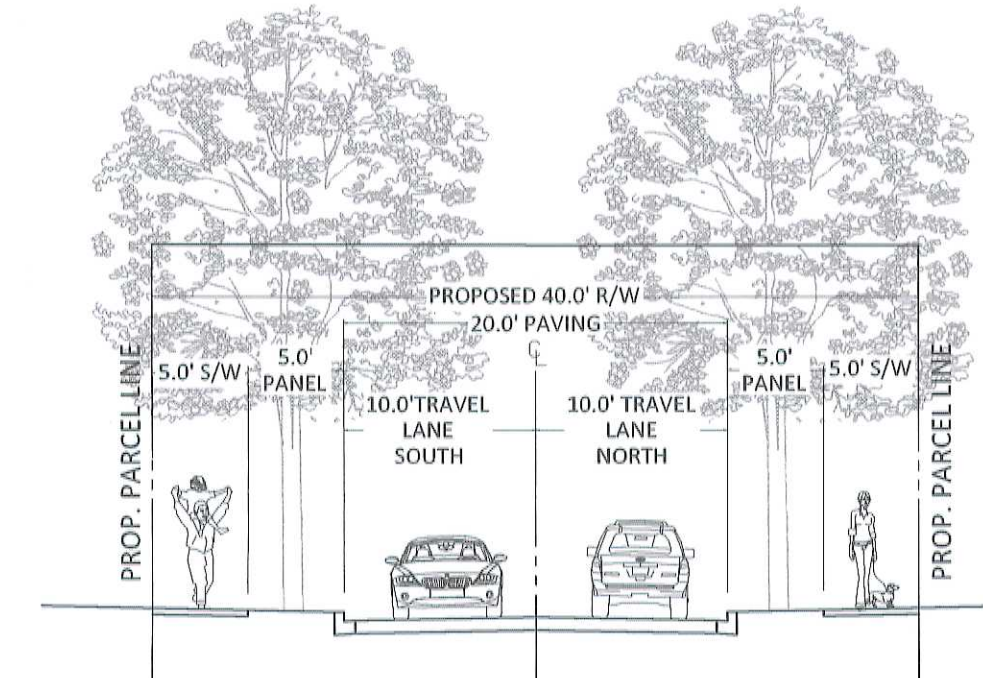 PROPOSED 40.0' R/W
20.0' PAVING
℄
5.0' S/W
5.0'
PANEL
10.0'TRAVEL
LANE
SOUTH
10.0' TRAVEL
LANE
NORTH
5.0'
PANEL
5.0' S/W
PROP. PARCEL LINE
PROP. PARCEL LINE